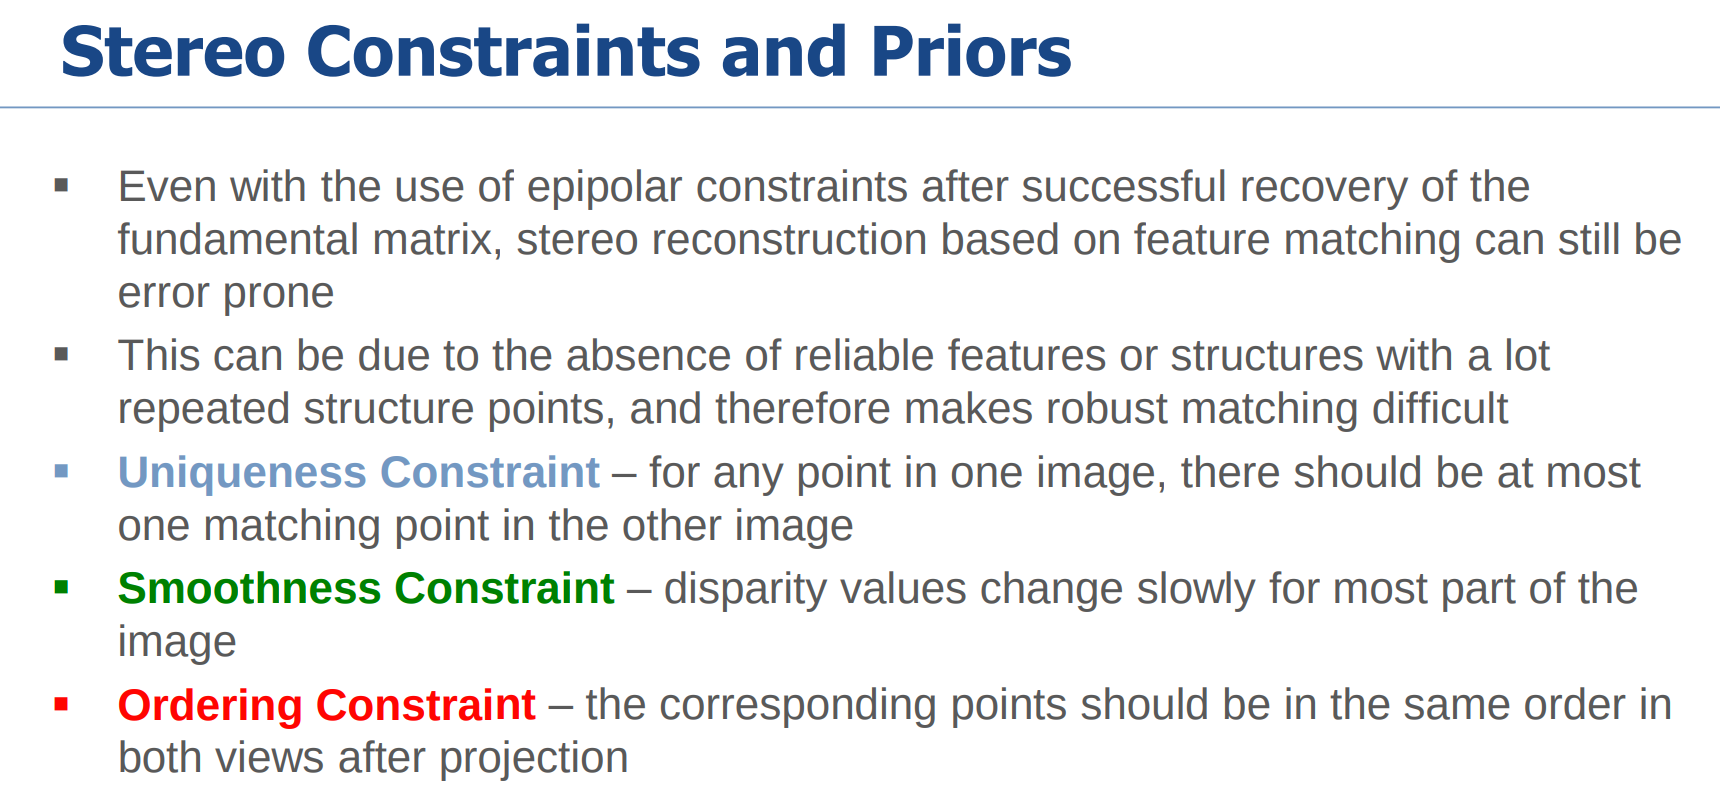 Stereo Constraints and Priors
▪ Even with the use of epipolar constraints after successful recovery of the
fundamental matrix, stereo reconstruction based on feature matching can still be
error prone
▪ This can be due to the absence of reliable features or structures with a lot
repeated structure points, and therefore makes robust matching difficult
▪ Uniqueness Constraint – for any point in one image, there should be at most
one matching point in the other image
▪ Smoothness Constraint – disparity values change slowly for most part of the
image
▪ Ordering Constraint – the corresponding points should be in the same order in
both views after projection